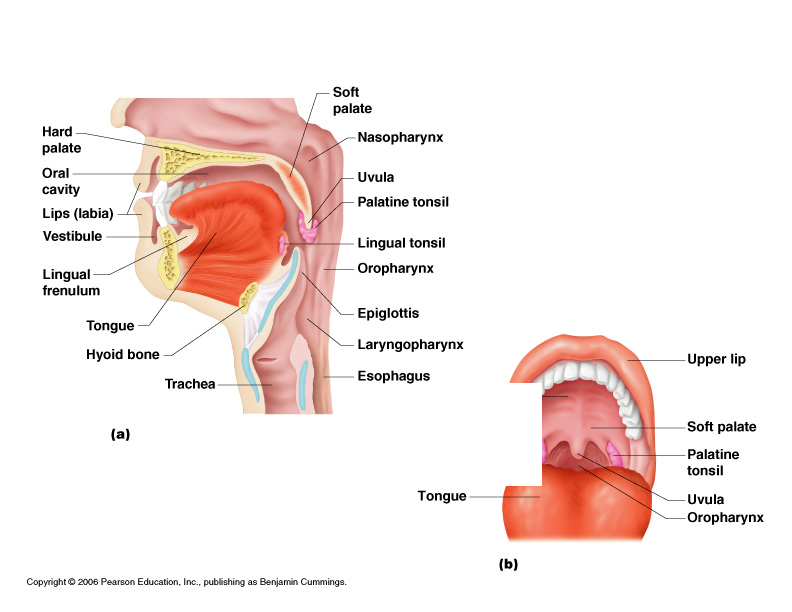 Soft
palate
Hard
palate
Nasopharynx
Oral
cavity
Uvula
Palatine tonsil
Lips (labia)
Vestibule
Lingual tonsil
Oropharynx
Lingual
frenulum
Epiglottis
Tongue
Laryngopharynx
Hyoid bone
Esophagus
Trachea
(a)
Upper lip
Soft palate
Palatine
tonsil
Tongue
Uvula
Oropharynx
(b)
Copyright © 2006 Pearson Education, Inc., publishing as Benjamin Cummings.